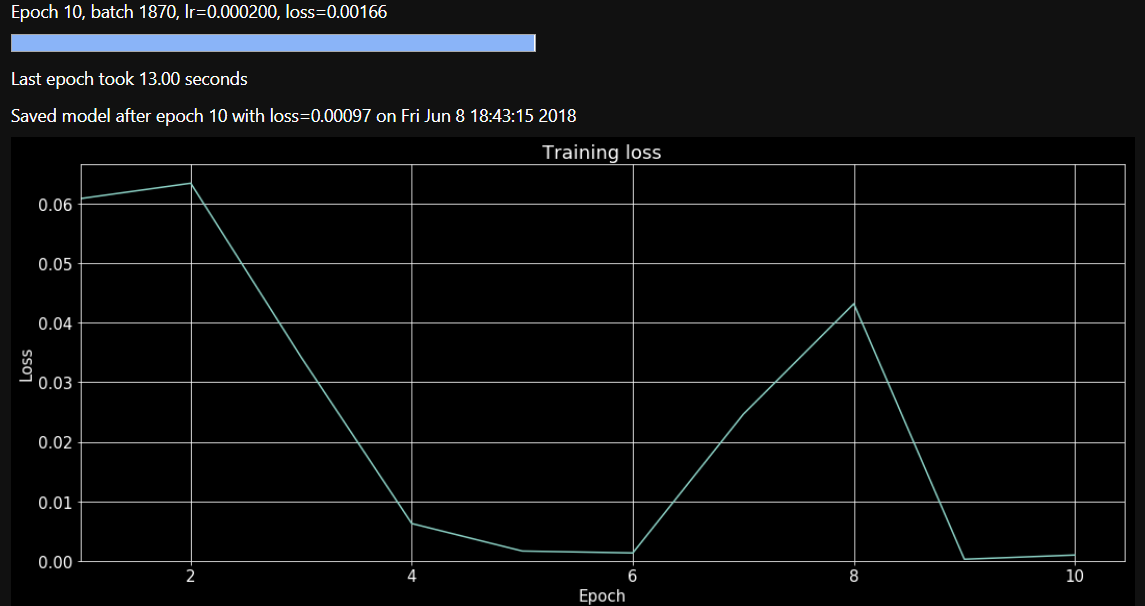 Epoch 10, batch 1870, lr=0.000200, loss=0.00166
Last epoch took 13.00 seconds
Saved model after epoch 10 with loss=0.00097 on Fri Jun 8 18:43:15 2018
Training loss
0.06
0.05
0.04
Loss
0.03
0.02
0.01
0.00
2 4 6 8 10
Epoch